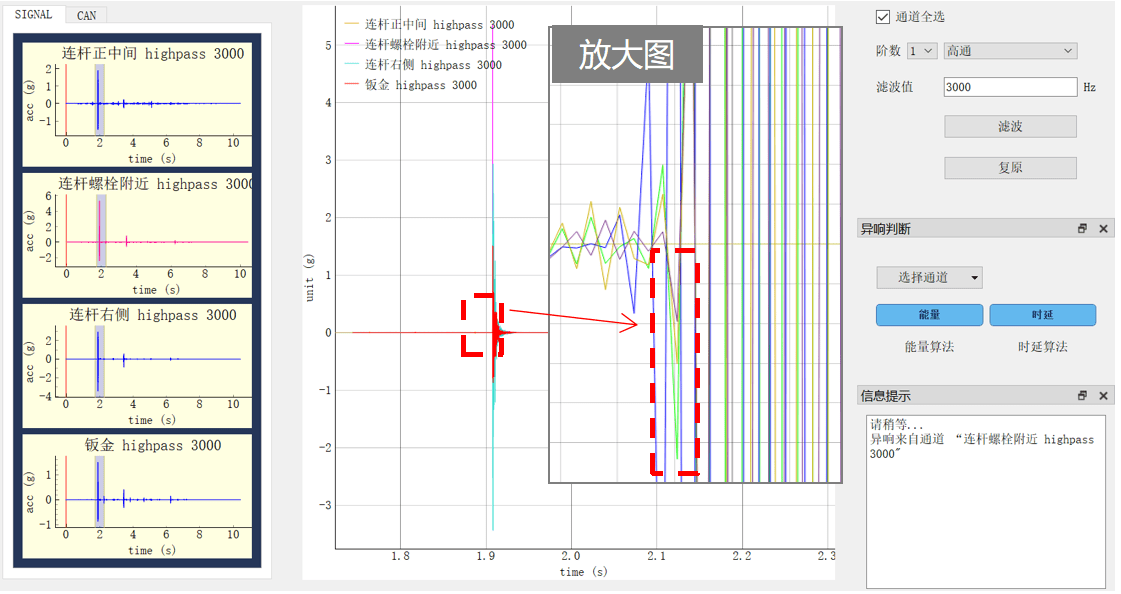 SIGNAL
CAN
连杆正中间 highpass 3000
acc (g)
2
1
0
−1
0
2
4
6
8
10
time (s)
连杆螺栓附近 highpass 3000
acc (g)
6
4
2
0
−2
0
2
4
6
8
10
time (s)
连杆右侧 highpass 3000
acc (g)
2
0
−2
−4
0
2
4
6
8
10
time (s)
钣金 highpass 3000
acc (g)
1
0
−1
0
2
4
6
8
10
time (s)
连杆正中间 highpass 3000
连杆螺栓附近 highpass 3000
连杆右侧 highpass 3000
钣金 highpass 3000
放大图
unit (g)
5
4
3
2
1
0
−1
−2
−3
1.8
1.9
2.0
2.1
2.2
2.3
time (s)
通道全选
阶数 1 高通
滤波值 3000 Hz
滤波
复原
异响判断
选择通道
能量 时延
能量算法 时延算法
信息提示
请稍等...
异响来自通道 “连杆螺栓附近 highpass
3000”